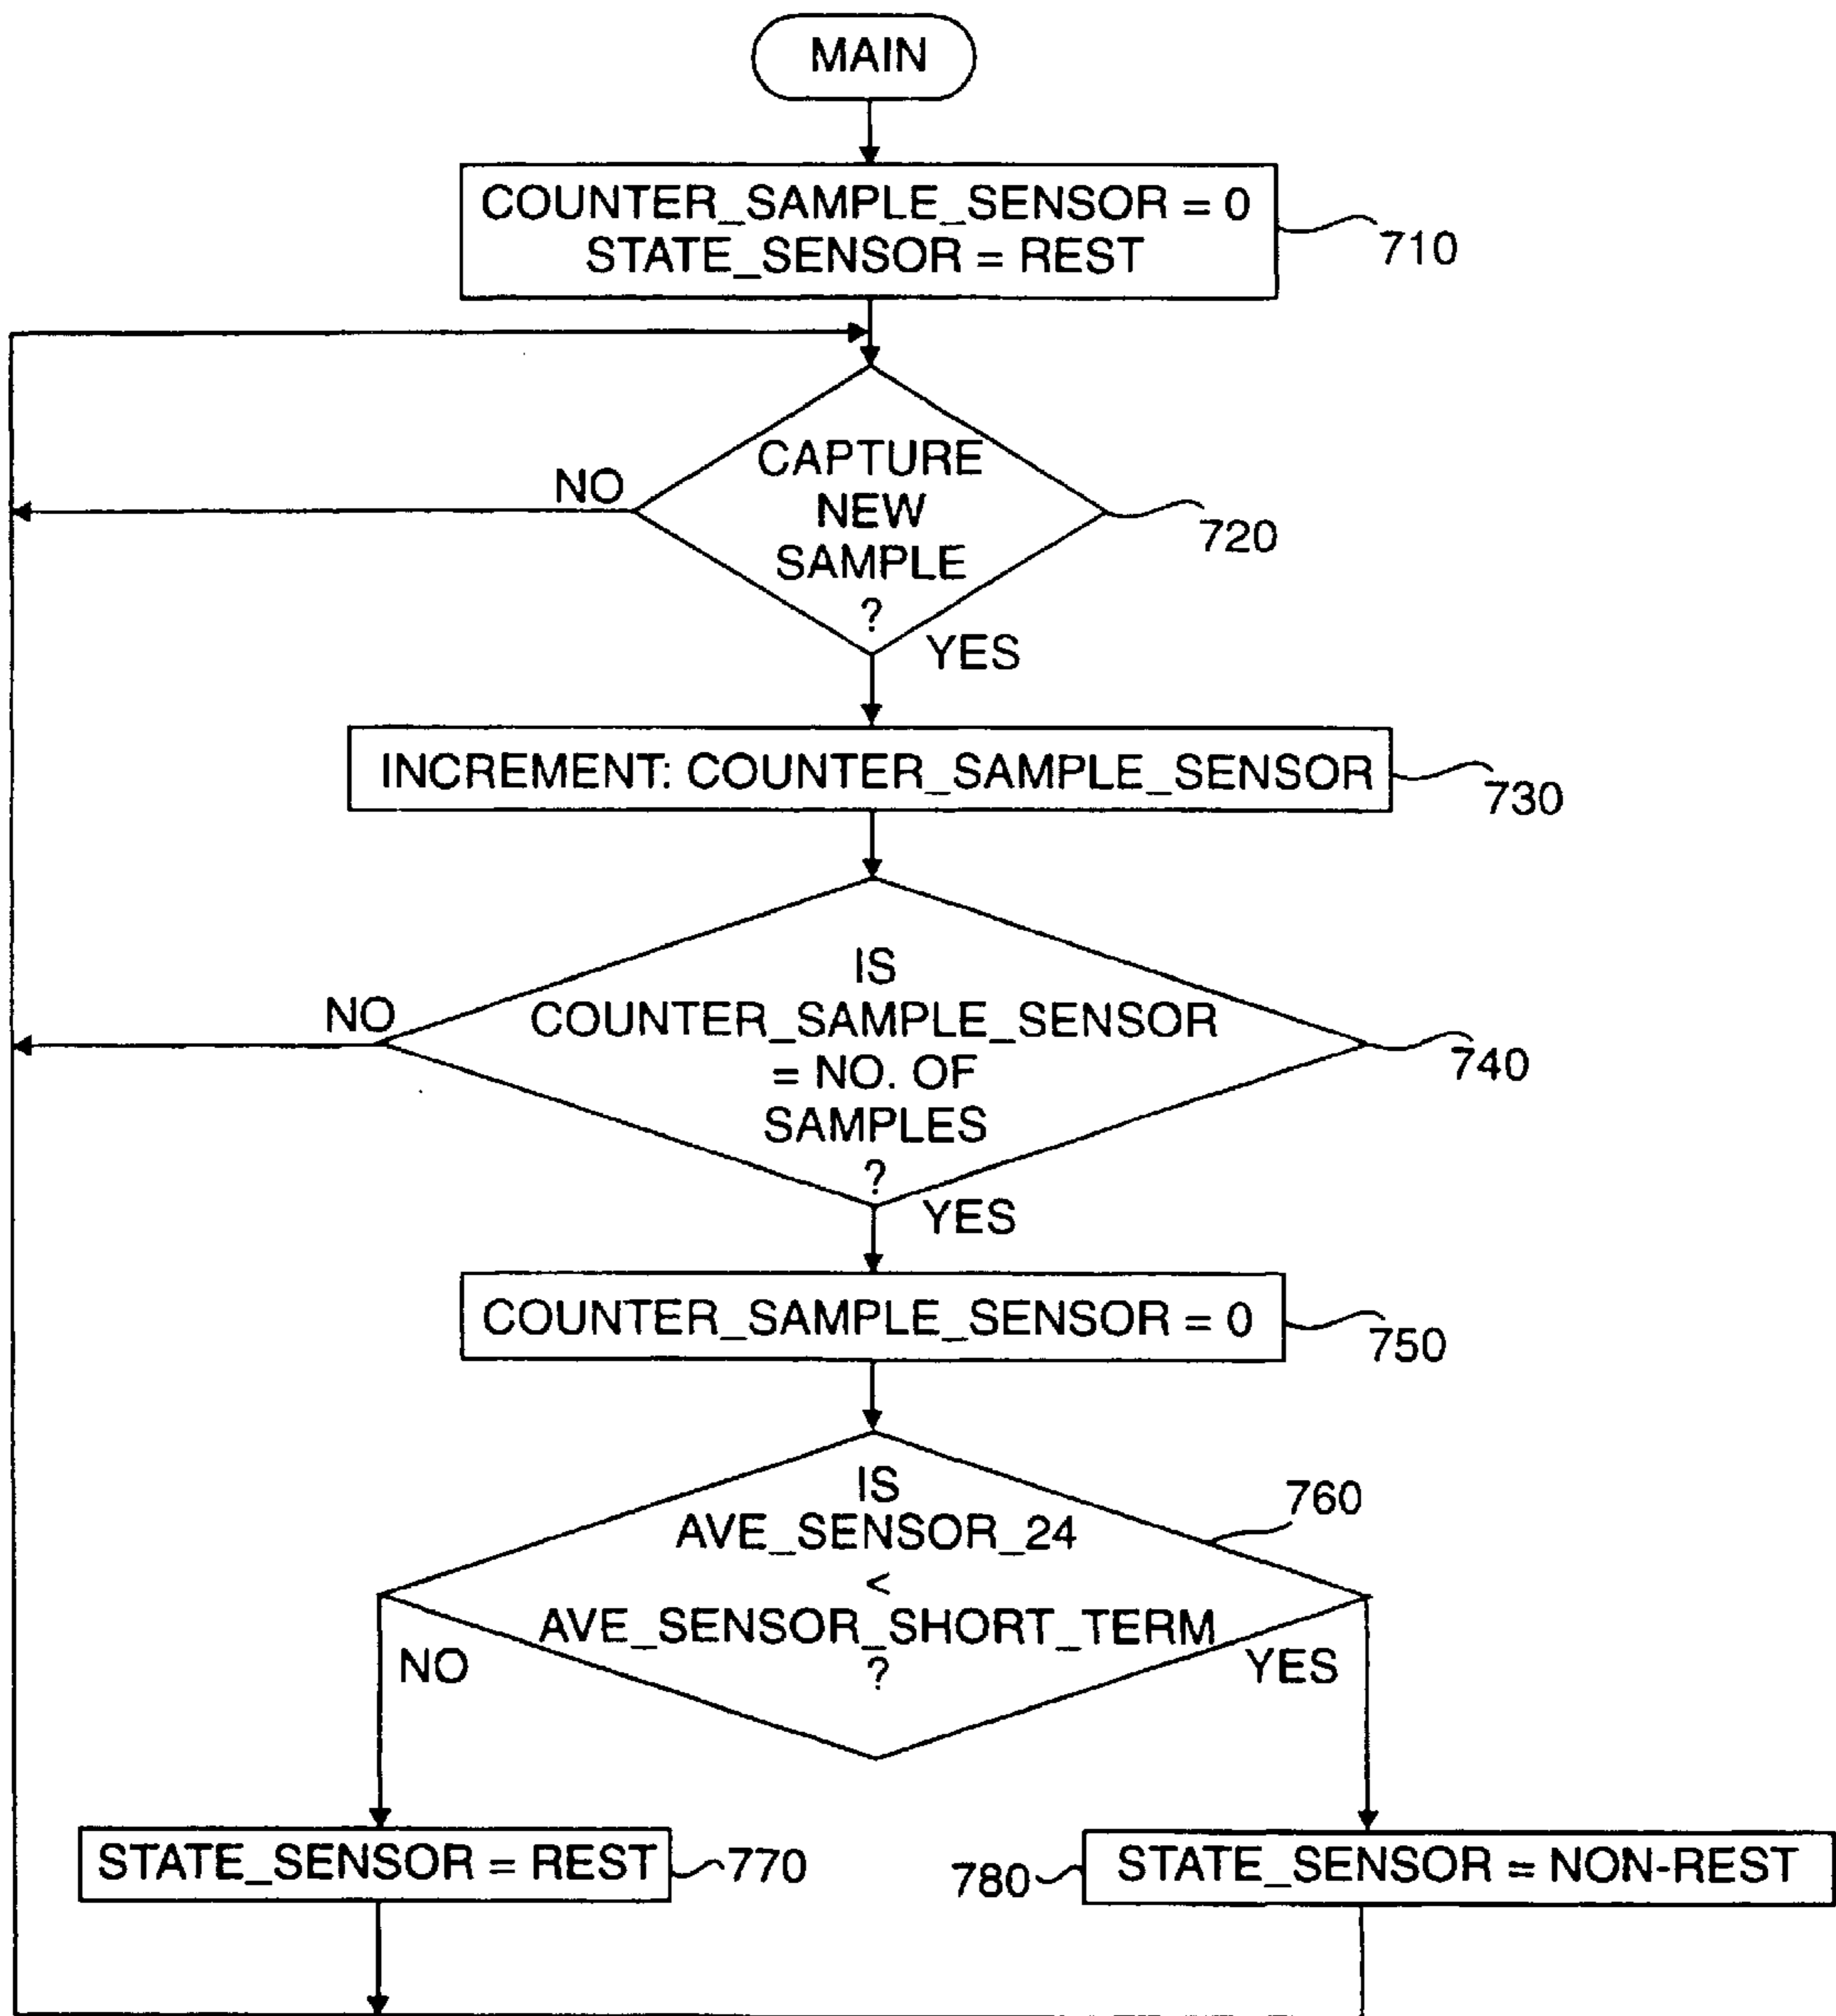 MAIN
COUNTER_SAMPLE_SENSOR = 0
STATE_SENSOR = REST
710
CAPTURE
NEW
SAMPLE
?
NO
720
YES
INCREMENT: COUNTER_SAMPLE_SENSOR
730
IS
COUNTER_SAMPLE_SENSOR
= NO. OF
SAMPLES
?
NO
740
YES
COUNTER_SAMPLE_SENSOR = 0
750
IS
AVE_SENSOR_24
<
AVE_SENSOR_SHORT_TERM
?
760
NO
YES
STATE_SENSOR = REST
770
780
STATE_SENSOR = NON-REST